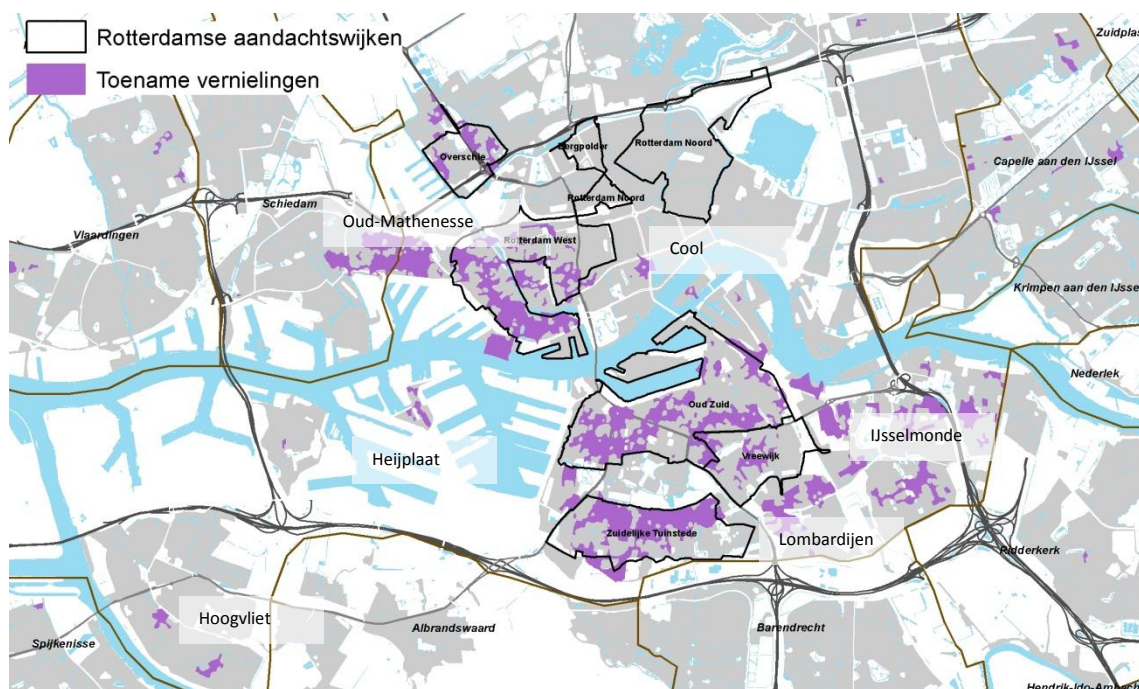 Rotterdamse aandachtswijken
Toename vernielingen
Zuidplas
Overschie
Bergpolder
Rotterdam Noord
Capelle aan den IJssel
Schiedam
Rotterdam Noord
Oud-Mathenesse
Vlaardingen
Rotterdam West
Cool
Krimpen aan den IJsse
Nederlek
Oud Zuid
IJsselmonde
Heijplaat
Vreewijk
Zuidelijke Tuinstede
Lombardijen
Ridderkerk
Hoogvliet
Albrandswaard
Barendrecht
Spijkenisse
Hendrik-Ido-Ambach